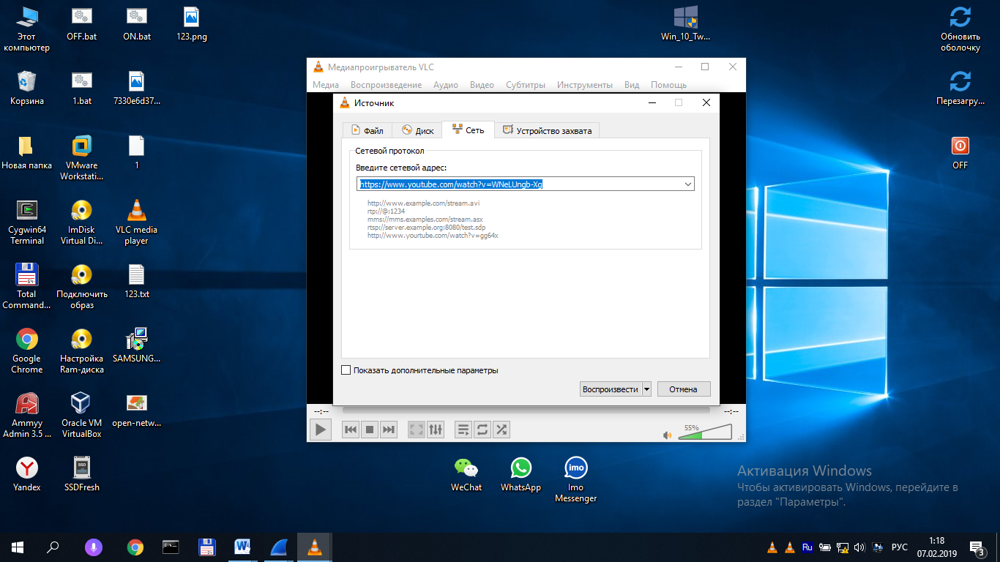 Этот
компьютер
OFF.bat
ON.bat
123.png
Win_10_Tw...
Обновить
оболочку
Корзина
1.bat
7330e6d37...
Перезагру...
Новая папка
VMware
Workstati...
1
OFF
Cygwin64
Terminal
ImDisk
Virtual Di...
VLC media
player
64
Total
Command...
Подключить
образ
123.txt
Google
Chrome
Настройка
Ram-диска
SAMSUNG...
Ammyy
Admin 3.5 ...
Oracle VM
VirtualBox
open-netw...
Yandex
SSD
SSDFresh
Медиапроигрыватель VLC
Медиа Воспроизведение Аудио Видео Субтитры Инструменты Вид Помощь
Источник
Файл Диск Сеть Устройство захвата
Сетевой протокол
Введите сетевой адрес:
https://www.youtube.com/watch?v=WNeLUngb-Xg
http://www.example.com/stream.avi
rtp://@:1234
mms://mms.examples.com/stream.asx
rtsp://server.example.org:8080/test.sdp
http://www.yourtube.com/watch?v=gg64x
Показать дополнительные параметры
Воспроизвести Отмена
--:-- --:--
55%
WeChat
WhatsApp
imo
Imo
Messenger
Активация Windows
Чтобы активировать Windows, перейдите в
раздел "Параметры".
Ru РУС
1:18
07.02.2019
3